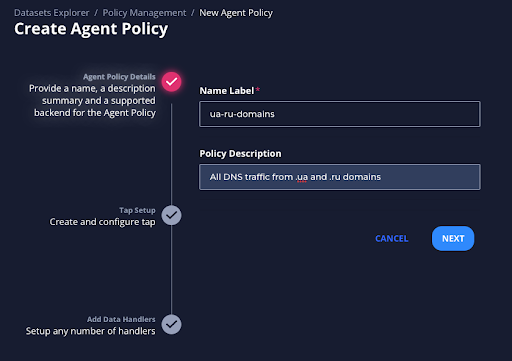 Datasets Explorer / Policy Management / New Agent Policy
Create Agent Policy
Agent Policy Details
Provide a name, a description
summary and a supported
backend for the Agent Policy
Name Label*
ua-ru-domains
Policy Description
All DNS traffic from .ua and .ru domains
Tap Setup
Create and configure tap
CANCEL
NEXT
Add Data Handlers
Setup any number of handlers